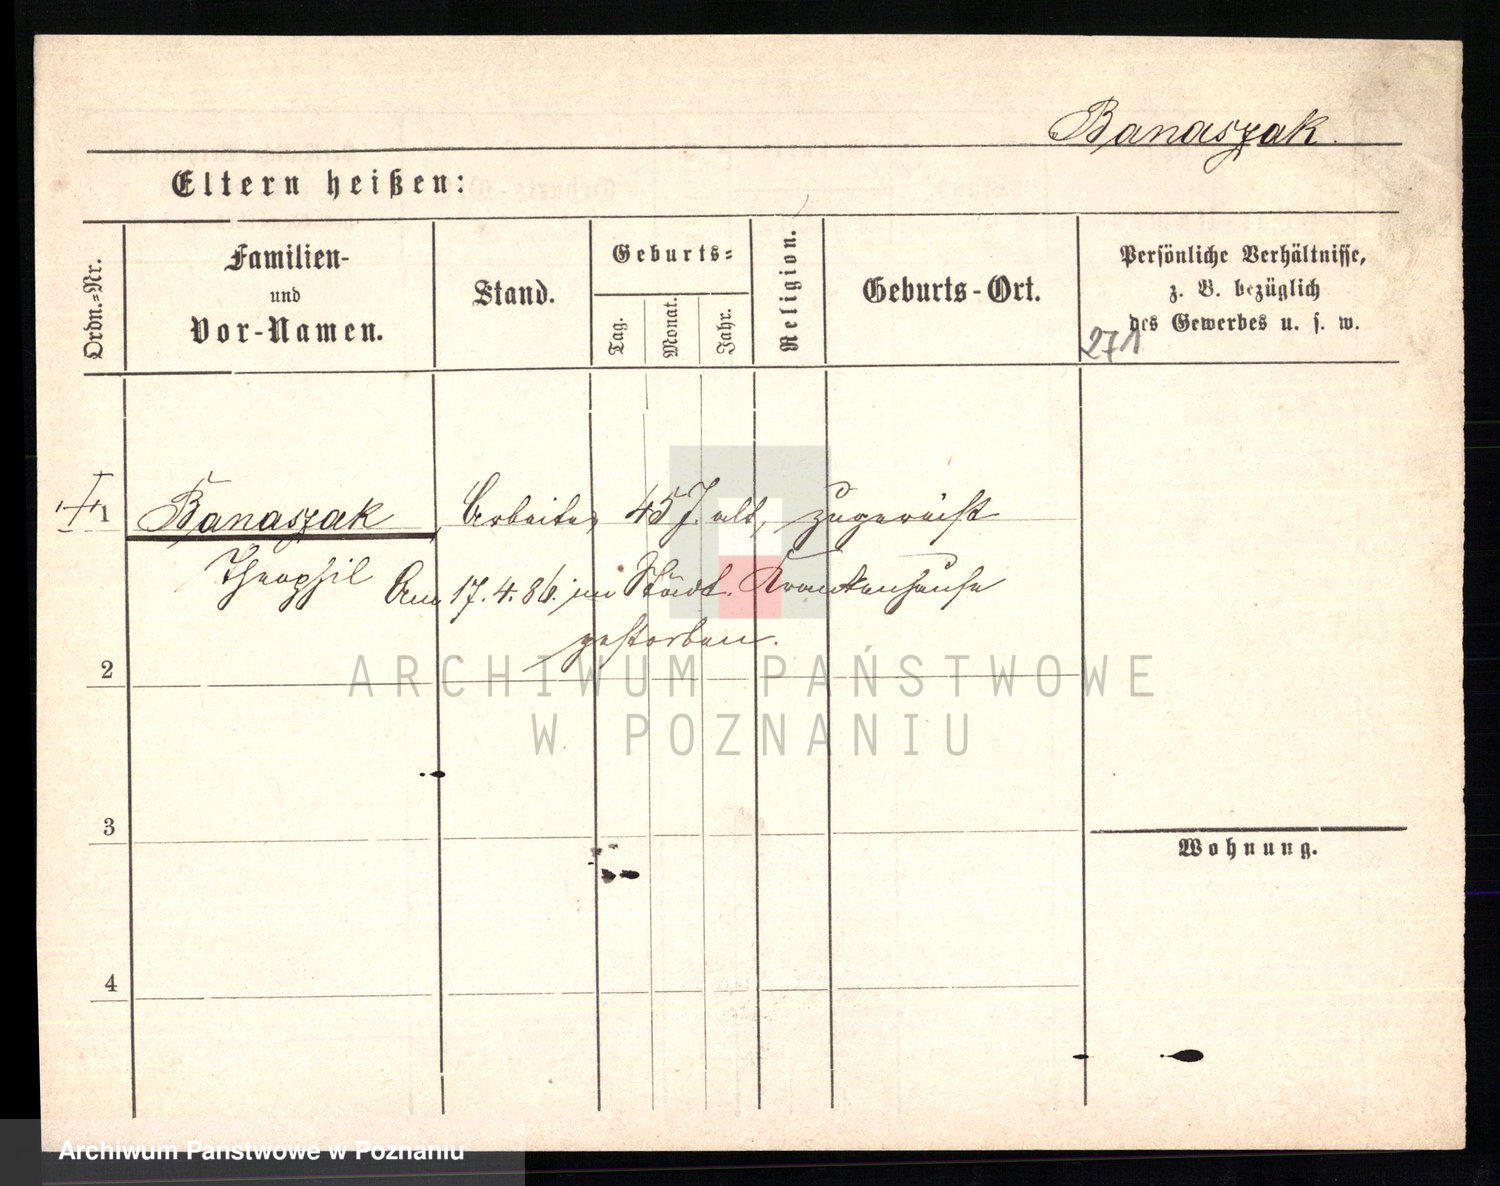 Banaszak.
Eltern heißen:
Ordn.=Nr.
Familien-
und
Vor-Namen.
Stand.
Geburts=
Tag.
Monat.
Jahr.
Religion.
Geburts-Ort.
Persönliche Verhältnisse,
z. B. bezüglich
des Gewerbes u. s. w.
271
1 Banaszak Arbeiter, 45 J. alt, zugereist
Theophil Am 17.4.86. im Städt. Krankenhause
gestorben.
2
3
Wohnung.
4
ARCHIWUM PAŃSTWOWE
W POZNANIU
Archiwum Państwowe w Poznaniu